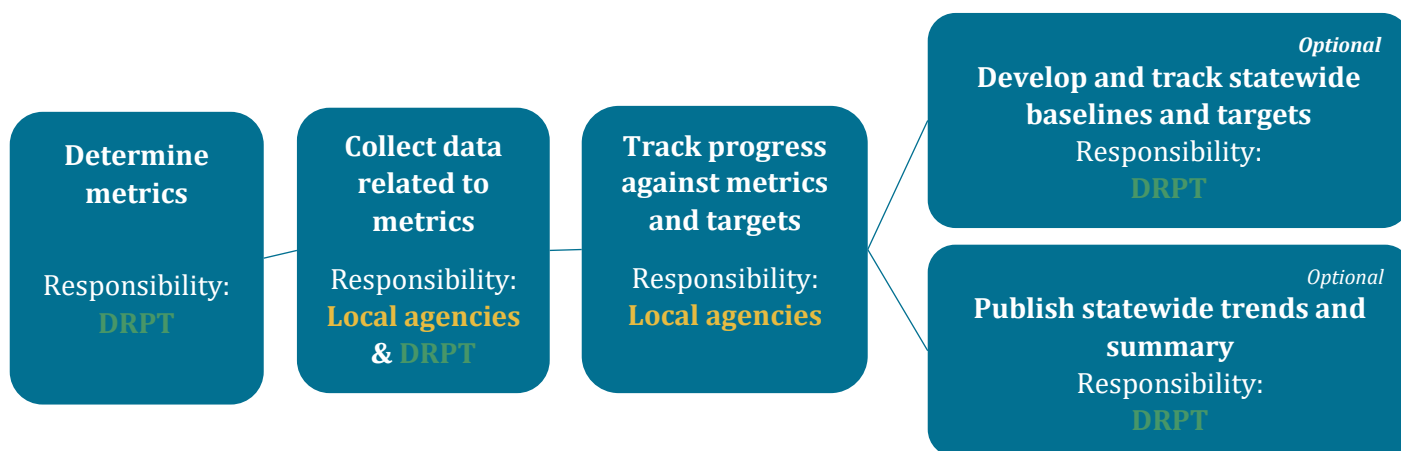 Determine
metrics
Responsibility:
DRPT
Collect data
related to
metrics
Responsibility:
Local agencies
& DRPT
Track progress
against metrics
and targets
Responsibility:
Local agencies
Optional
Develop and track statewide
baselines and targets
Responsibility:
DRPT
Optional
Publish statewide trends and
summary
Responsibility:
DRPT